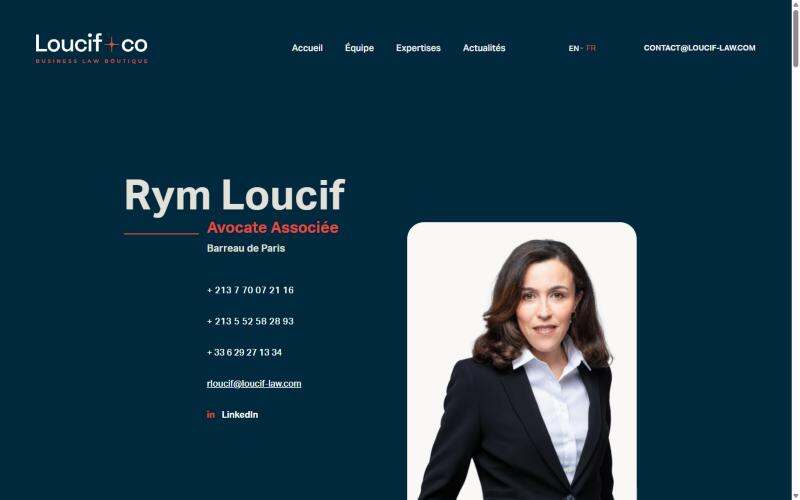 Loucif co
BUSINESS LAW BOUTIQUE
Accueil Équipe Expertises Actualités
EN - FR
CONTACT@LOUCIF-LAW.COM
Rym Loucif
Avocate Associée
Barreau de Paris
+ 213 7 70 07 21 16
+ 213 5 52 58 28 93
+ 33 6 29 27 13 34
rloucif@loucif-law.com
in LinkedIn